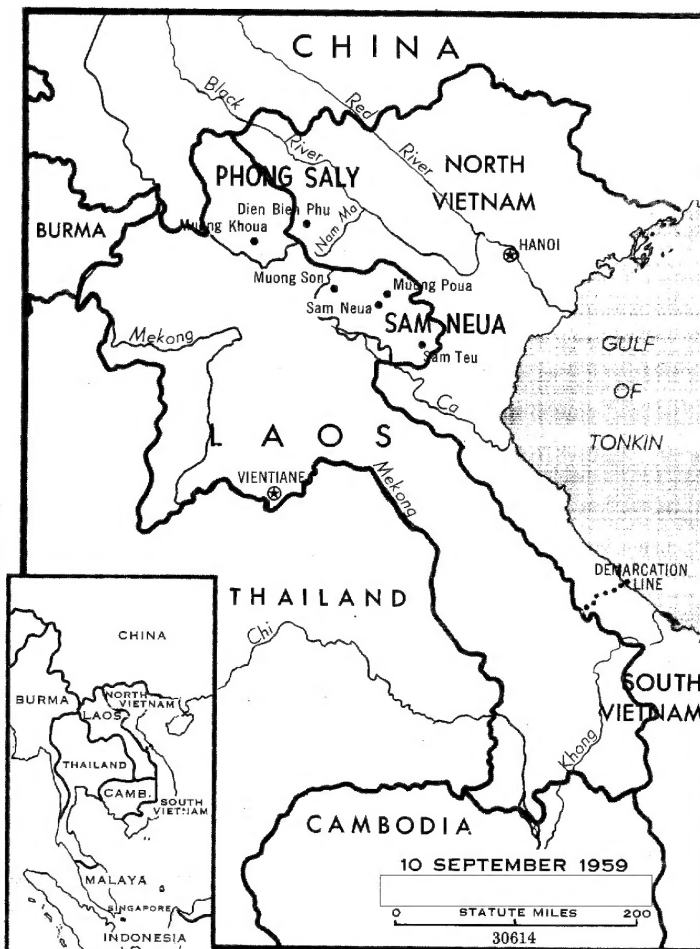 CHINA
Black
River
Red
River
PHONG SALY
NORTH
VIETNAM
BURMA
Dien Bien Phu
Muong Khoua
Nam Ma
HANOI
Muong Son
Muong Poua
Sam Neua
SAM NEUA
Sam Teu
Mekong
GULF
OF
TONKIN
Ca
LAOS
VIENTIANE
Mekong
DEMARCATION
LINE
THAILAND
Chi
SOUTH
VIETNAM
Khong
CAMBODIA
CHINA
BURMA
NORTH
VIETNAM
LAOS
THAILAND
CAMB.
SOUTH
VIETNAM
MALAYA
SINGAPORE
INDONESIA
10 SEPTEMBER 1959
0 STATUTE MILES 200
30614